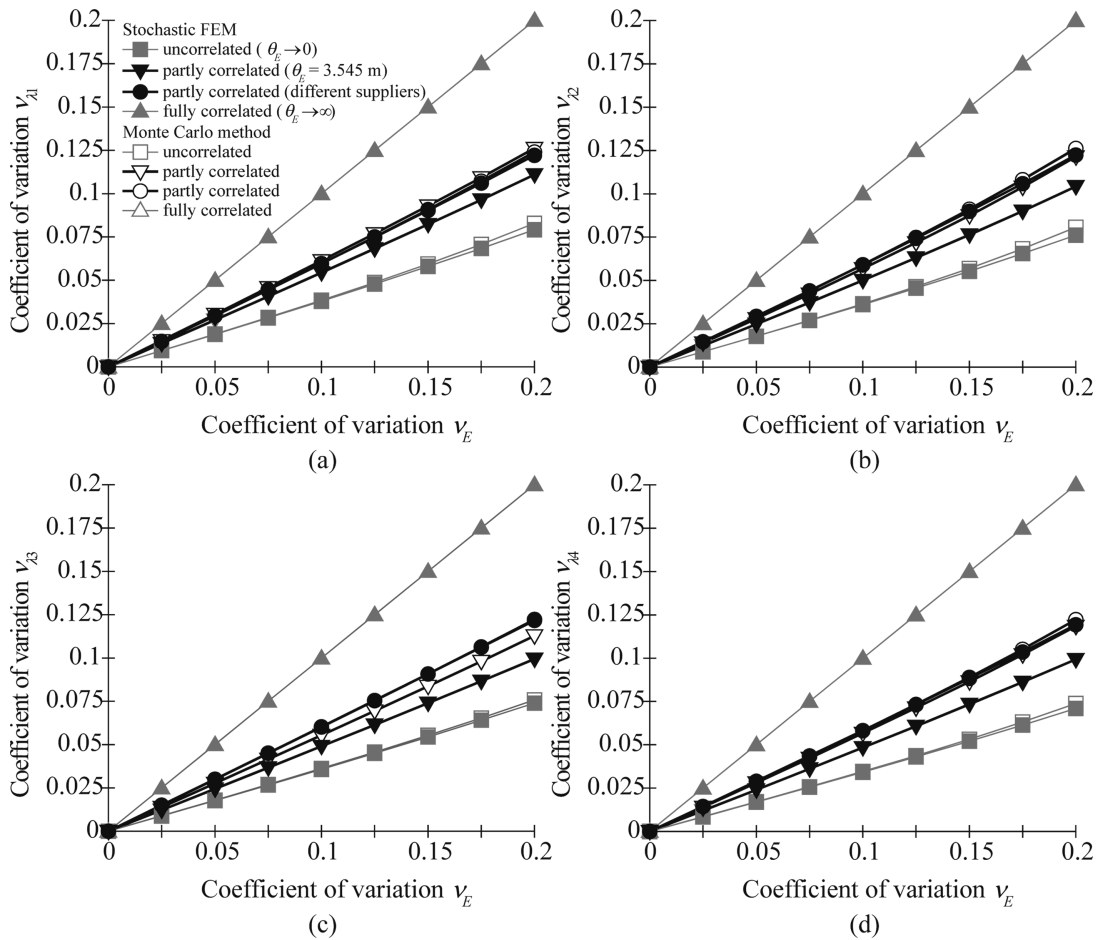 Coefficient of variation νλ1
0.2
0.175
0.15
0.125
0.1
0.075
0.05
0.025
0
Stochastic FEM
uncorrelated ( θE→0)
partly correlated (θE = 3.545 m)
partly correlated (different suppliers)
fully correlated (θE→∞)
Monte Carlo method
uncorrelated
partly correlated
partly correlated
fully correlated
0 0.05 0.1 0.15 0.2
Coefficient of variation νE
(a)
Coefficient of variation νλ2
0.2
0.175
0.15
0.125
0.1
0.075
0.05
0.025
0
0 0.05 0.1 0.15 0.2
Coefficient of variation νE
(b)
Coefficient of variation νλ3
0.2
0.175
0.15
0.125
0.1
0.075
0.05
0.025
0
0 0.05 0.1 0.15 0.2
Coefficient of variation νE
(c)
Coefficient of variation νλ4
0.2
0.175
0.15
0.125
0.1
0.075
0.05
0.025
0
0 0.05 0.1 0.15 0.2
Coefficient of variation νE
(d)